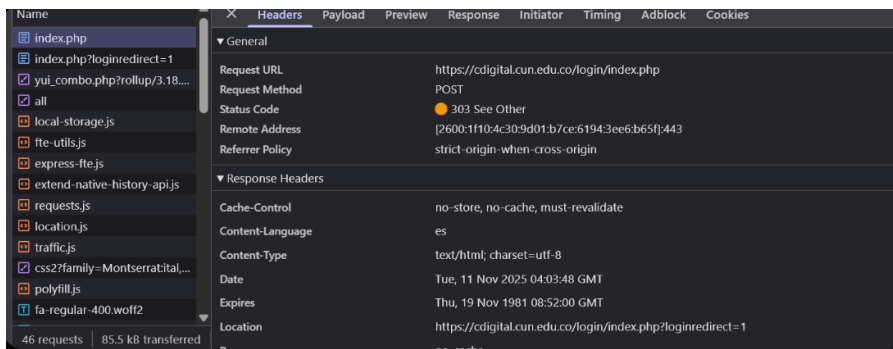 Name
index.php
index.php?loginredirect=1
yui_combo.php?rollup/3.18....
all
local-storage.js
fte-utils.js
express-fte.js
extend-native-history-api.js
requests.js
location.js
traffic.js
css2?family=Montserrat:ital,...
polyfill.js
fa-regular-400.woff2
46 requests 85.5 kB transferred
Headers Payload Preview Response Initiator Timing Adblock Cookies
General
Request URL https://cdigital.cun.edu.co/login/index.php
Request Method POST
Status Code 303 See Other
Remote Address [2600:1f10:4c30:9d01:b7ce:6194:3ee6:b65f]:443
Referrer Policy strict-origin-when-cross-origin
Response Headers
Cache-Control no-store, no-cache, must-revalidate
Content-Language es
Content-Type text/html; charset=utf-8
Date Tue, 11 Nov 2025 04:03:48 GMT
Expires Thu, 19 Nov 1981 08:52:00 GMT
Location https://cdigital.cun.edu.co/login/index.php?loginredirect=1